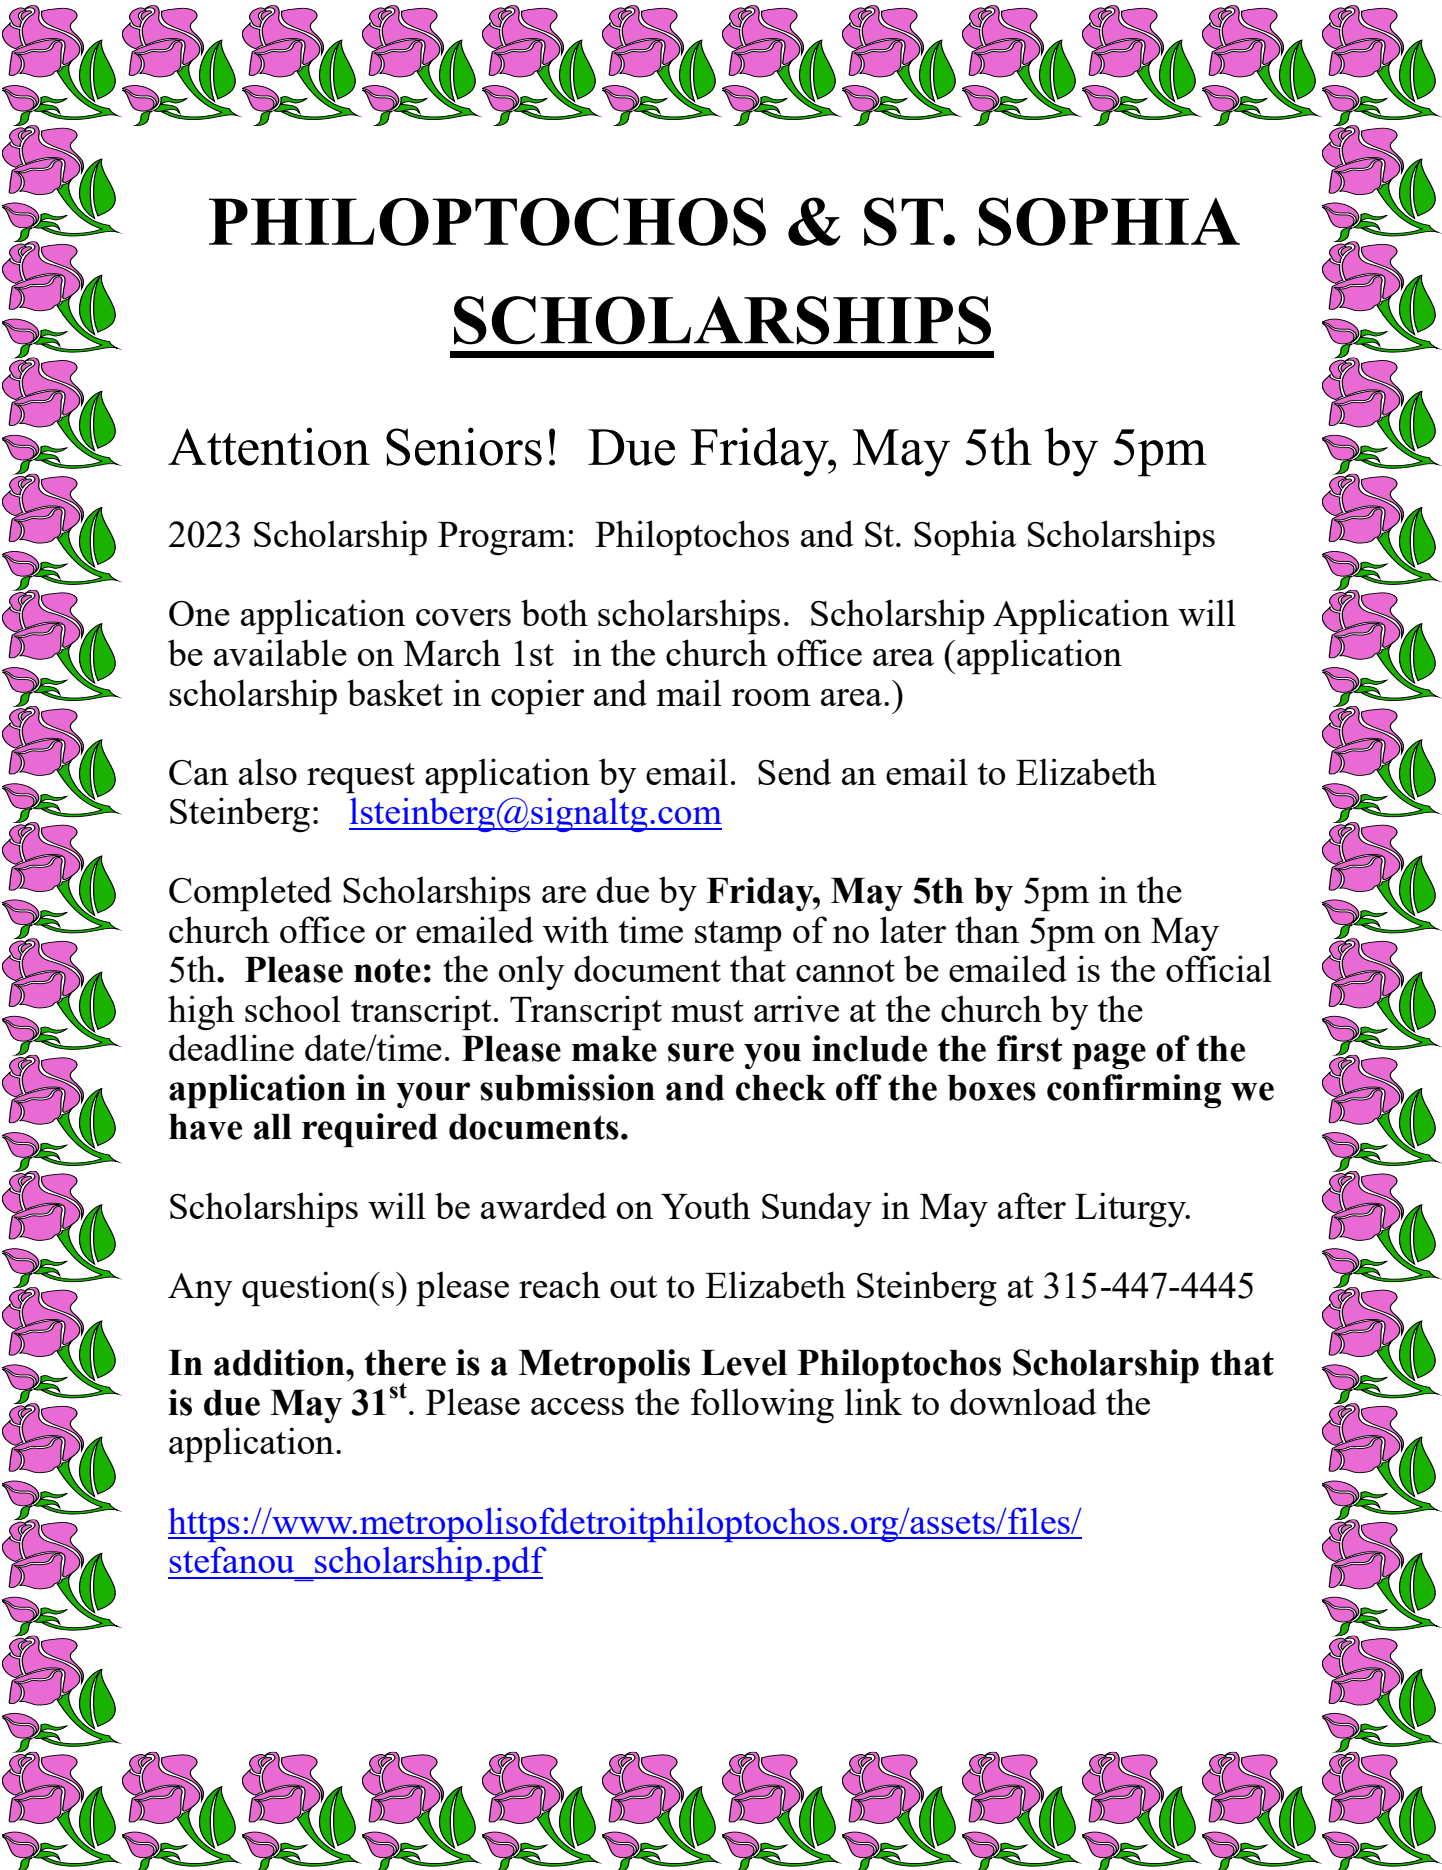 PHILOPTOCHOS & ST. SOPHIA
SCHOLARSHIPS
Attention Seniors!  Due Friday, May 5th by 5pm
2023 Scholarship Program:  Philoptochos and St. Sophia Scholarships
One application covers both scholarships.  Scholarship Application will
be available on March 1st  in the church office area (application
scholarship basket in copier and mail room area.)
Can also request application by email.  Send an email to Elizabeth
Steinberg:   lsteinberg@signaltg.com
Completed Scholarships are due by Friday, May 5th by 5pm in the
church office or emailed with time stamp of no later than 5pm on May
5th.  Please note: the only document that cannot be emailed is the official
high school transcript. Transcript must arrive at the church by the
deadline date/time. Please make sure you include the first page of the
application in your submission and check off the boxes confirming we
have all required documents.
Scholarships will be awarded on Youth Sunday in May after Liturgy.
Any question(s) please reach out to Elizabeth Steinberg at 315-447-4445
In addition, there is a Metropolis Level Philoptochos Scholarship that
is due May 31st. Please access the following link to download the
application.
https://www.metropolisofdetroitphiloptochos.org/assets/files/
stefanou_scholarship.pdf